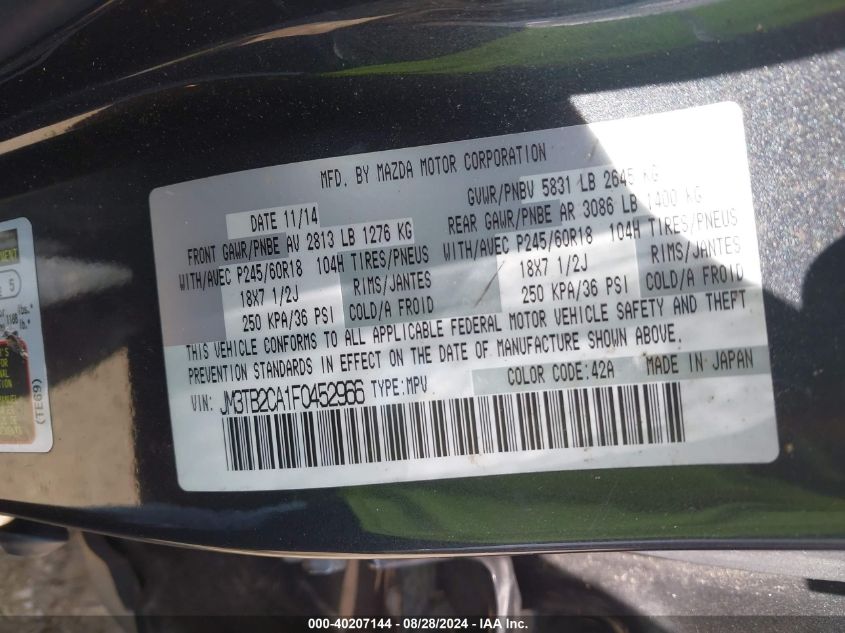 MFD. BY MAZDA MOTOR CORPORATION
DATE 11/14
GVWR/PNBV 5831 LB 2645 KG
FRONT GAWR/PNBE AV 2813 LB 1276 KG
REAR GAWR/PNBE AR 3086 LB 1400 KG
WITH/AVEC P245/60R18 104H TIRES/PNEUS
WITH/AVEC P245/60R18 104H TIRES/PNEUS
18X7 1/2J RIMS/JANTES
18X7 1/2J RIMS/JANTES
250 KPA/36 PSI COLD/A FROID
250 KPA/36 PSI COLD/A FROID
THIS VEHICLE CONFORMS TO ALL APPLICABLE FEDERAL MOTOR VEHICLE SAFETY AND THEFT
PREVENTION STANDARDS IN EFFECT ON THE DATE OF MANUFACTURE SHOWN ABOVE.
VIN: JM3TB2CA1F0452966 TYPE:MPV COLOR CODE:42A MADE IN JAPAN
5
(TE69)
000-40207144 - 08/28/2024 - IAA Inc.